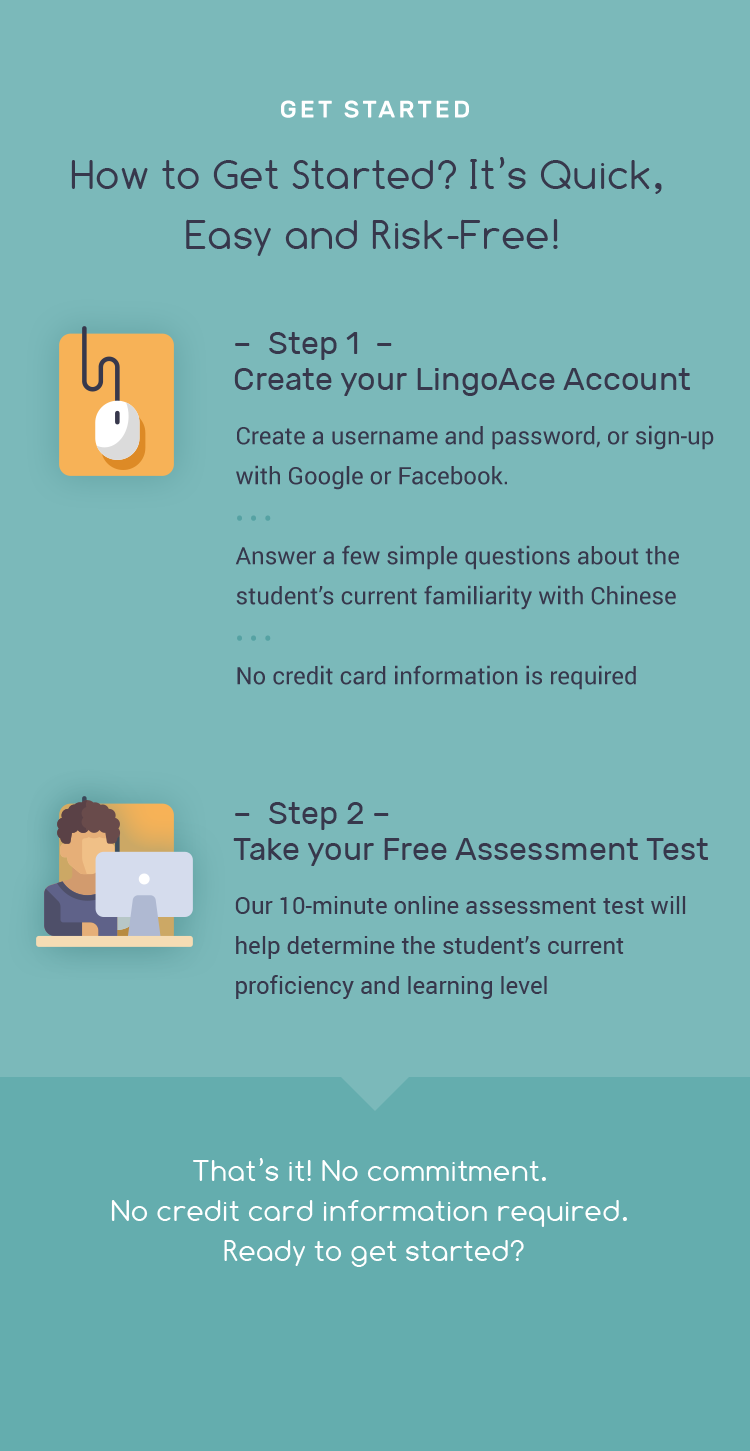 GET STARTED
How to Get Started? It's Quick,
Easy and Risk-Free!
– Step 1 –
Create your LingoAce Account
Create a username and password, or sign-up
with Google or Facebook.
...
Answer a few simple questions about the
student's current familiarity with Chinese
...
No credit card information is required
– Step 2 –
Take your Free Assessment Test
Our 10-minute online assessment test will
help determine the student's current
proficiency and learning level
That's it! No commitment.
No credit card information required.
Ready to get started?